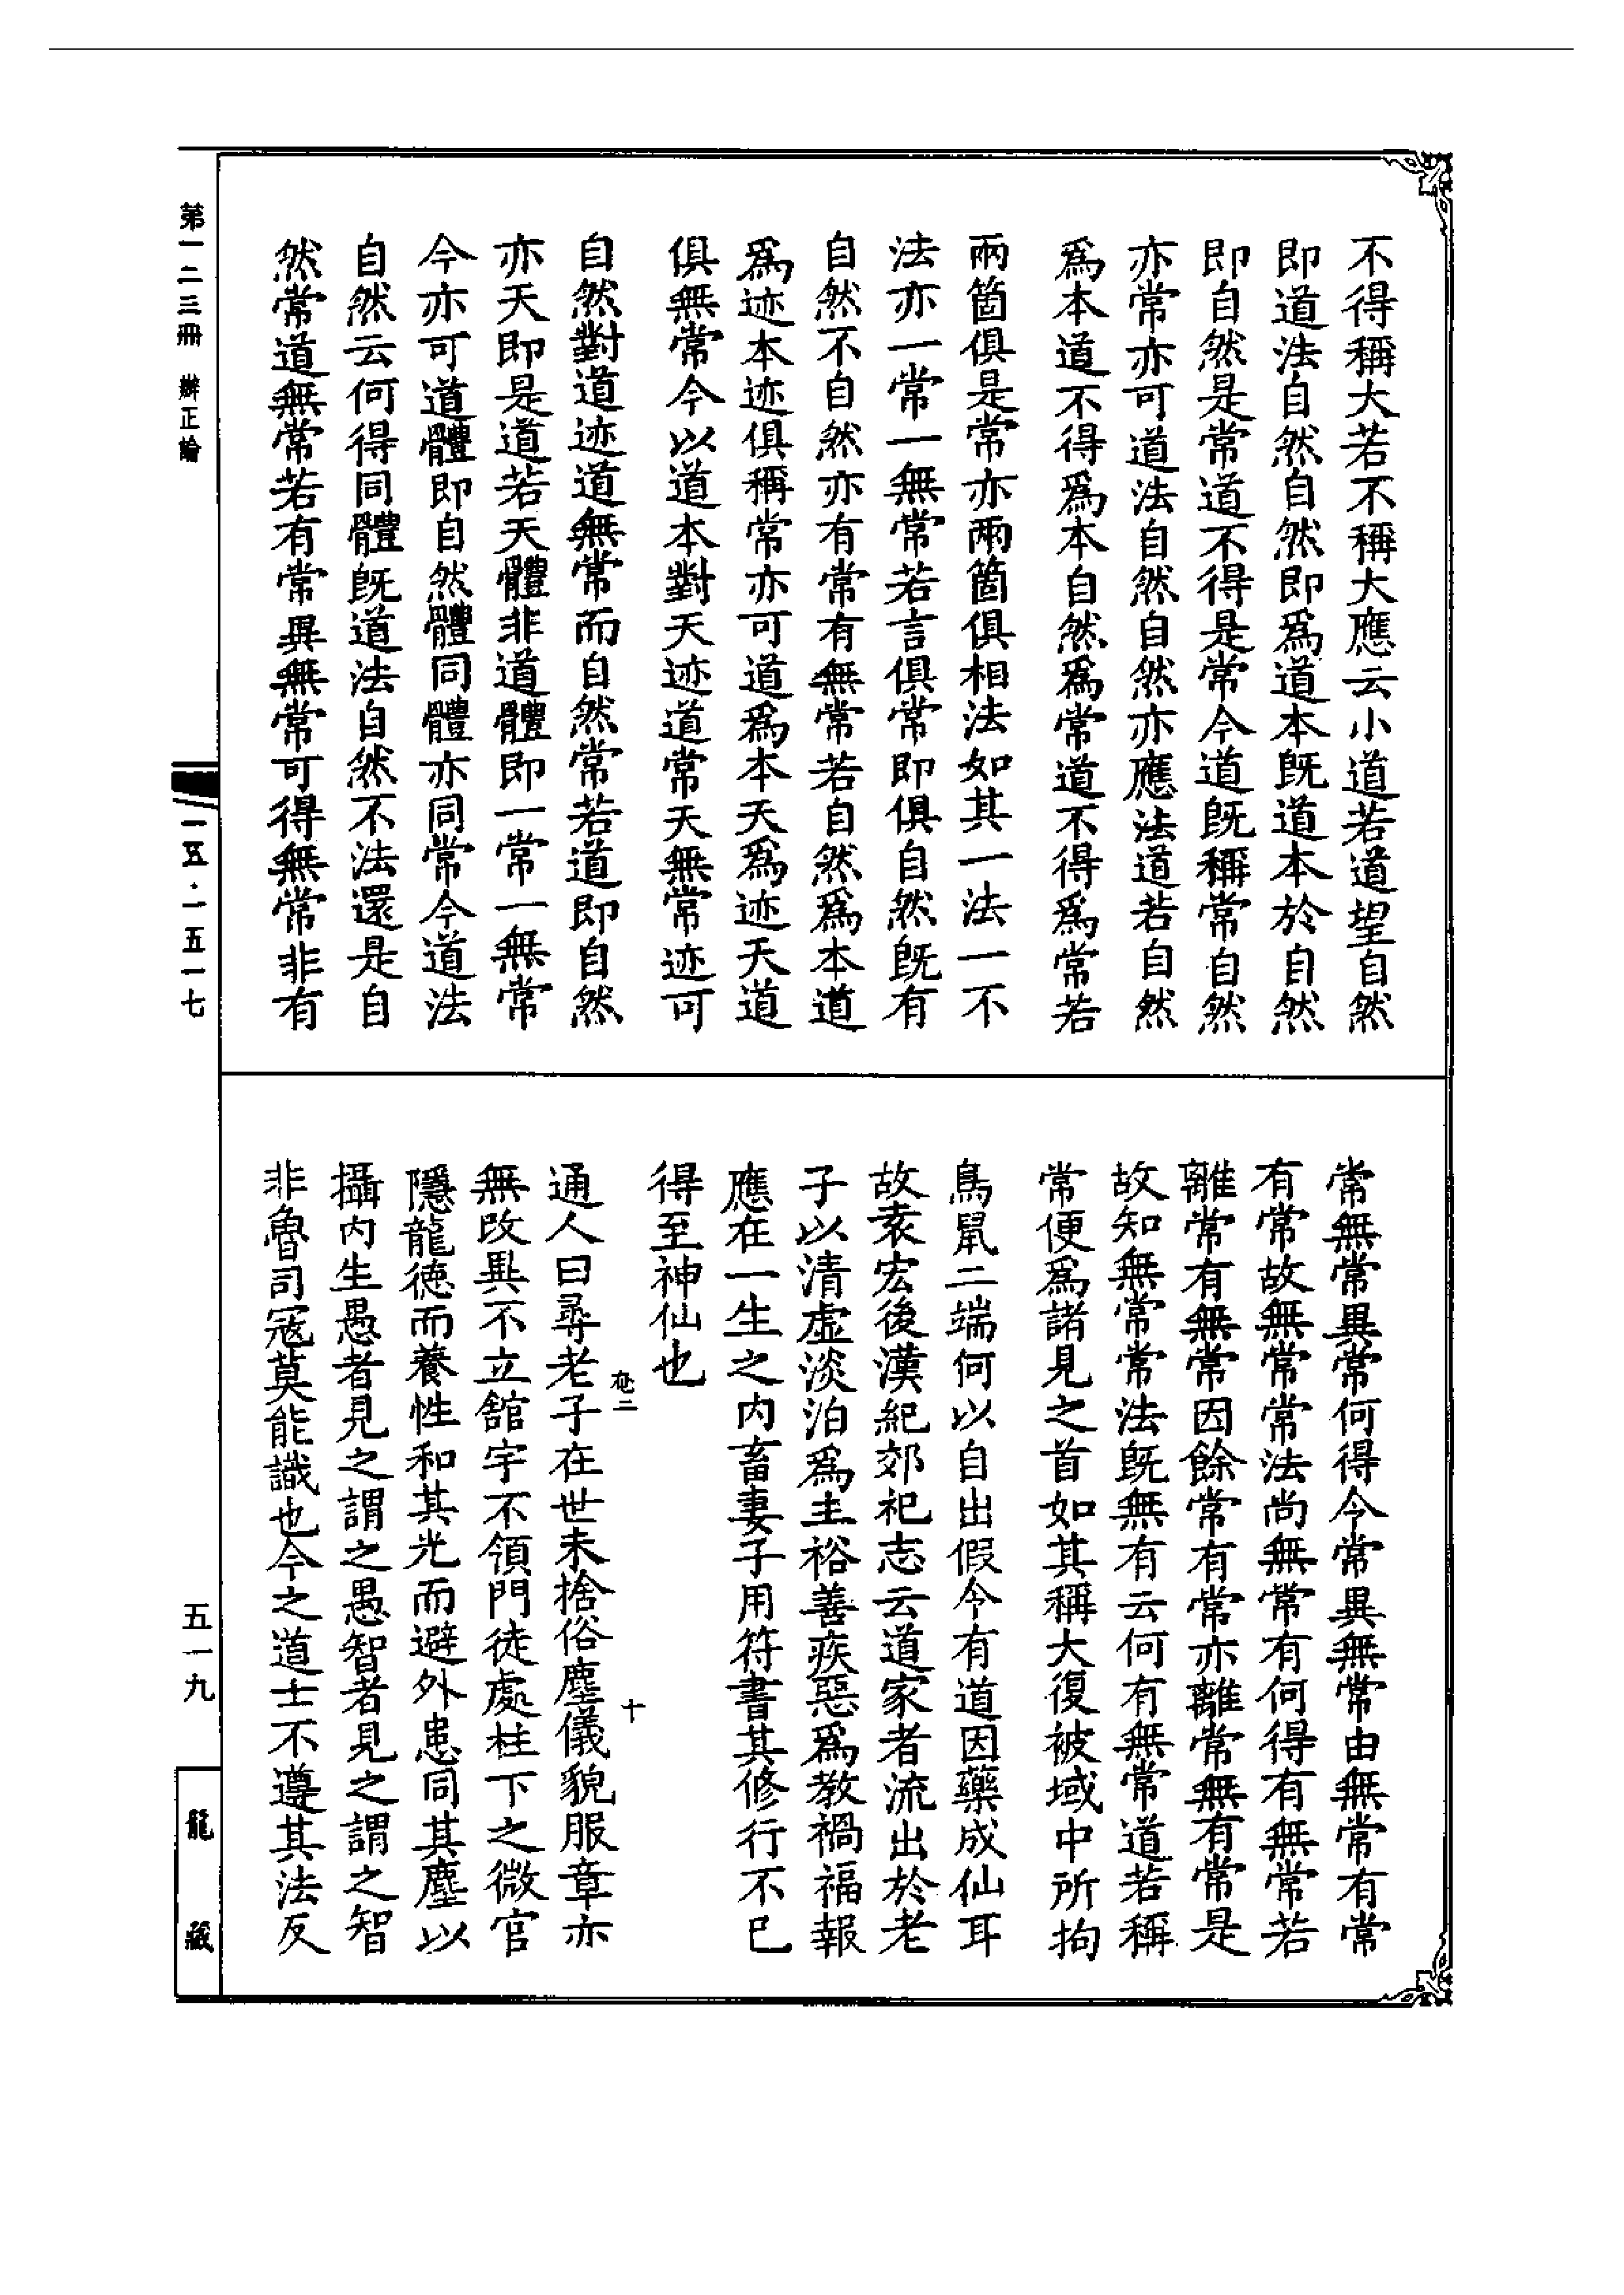 不得稱大若不稱大應云小道若道望自然
即道法自然自然即爲道本既道本於自然
即自然是常道不得是常今道既稱常自然
亦常亦可道法自然自然亦應法道若自然
爲本道不得爲本自然爲常道不得爲常若
兩箇俱是常亦兩箇俱相法如其一法一不
法亦一常一無常若言俱常即俱自然既有
自然不自然亦有常有無常若自然爲本道
爲迹本迹俱稱常亦可道爲本天爲迹天道
俱無常今以道本對天迹道常天無常迹可
自然對道迹道無常而自然常若道即自然
亦天即是道若天體非道體即一常一無常
今亦可道體即自然體同體亦同常今道法
自然云何得同體既道法自然不法還是自
然常道無常若有常異無常可得無常非有
常無常異常何得今常異無常由無常有常
有常故無常常法尚無常有何得有無常若
離常有無常因餘常有常亦離常無有常是
故知無常常法既無有云何有無常道若稱
常便爲諸見之首如其稱大復被域中所拘
鳥鼠二端何以自出假令有道因藥成仙耳
故袁宏後漢紀郊祀志云道家者流出於老
子以清虛淡泊爲主裕善疾惡爲教禍福報
應在一生之内畜妻子用符書其修行不已
得至神仙也
通人曰尋老子在世未捨俗塵儀貌服章亦
無改異不立舘宇不領門徒處柱下之微官
隱龍德而養性和其光而避外患同其塵以
攝内生愚者見之謂之愚智者見之謂之智
非魯司寇莫能識也今之道士不遵其法反
二
十
第一二三冊 辯正論
一五·一五一七
五一九
龍藏